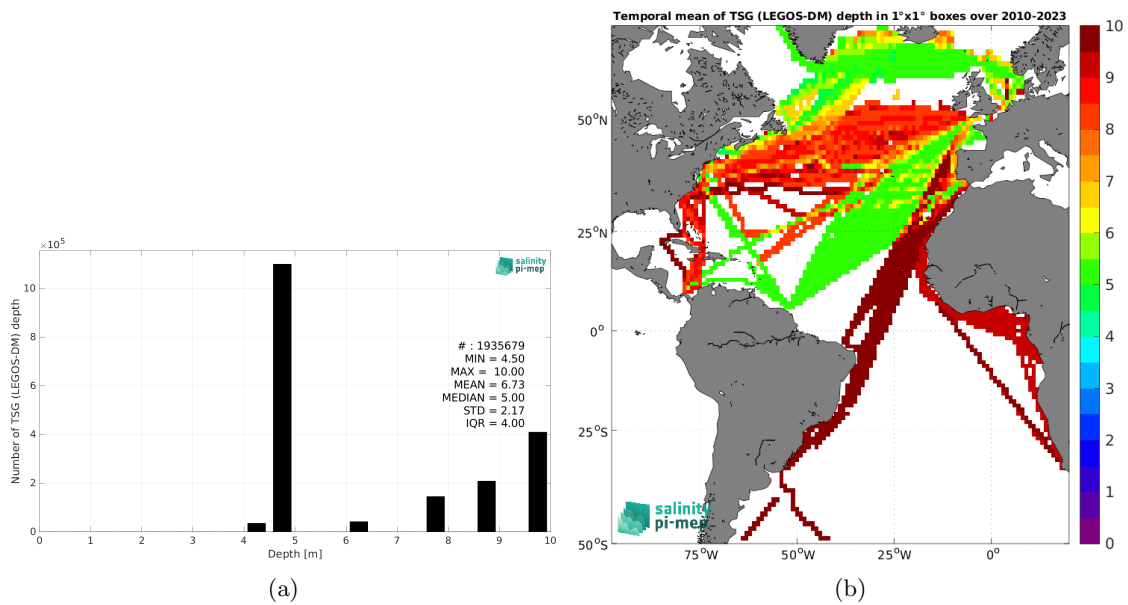 ×10⁵
10
8
6
4
2
0
Number of TSG (LEGOS-DM) depth
salinity
pi-mep
# : 1935679
MIN = 4.50
MAX = 10.00
MEAN = 6.73
MEDIAN = 5.00
STD = 2.17
IQR = 4.00
0 1 2 3 4 5 6 7 8 9 10
Depth [m]
(a)
Temporal mean of TSG (LEGOS-DM) depth in 1°x1° boxes over 2010-2023
50°N
25°N
0°
25°S
50°S
75°W 50°W 25°W 0°
salinity
pi-mep
10
9
8
7
6
5
4
3
2
1
0
(b)